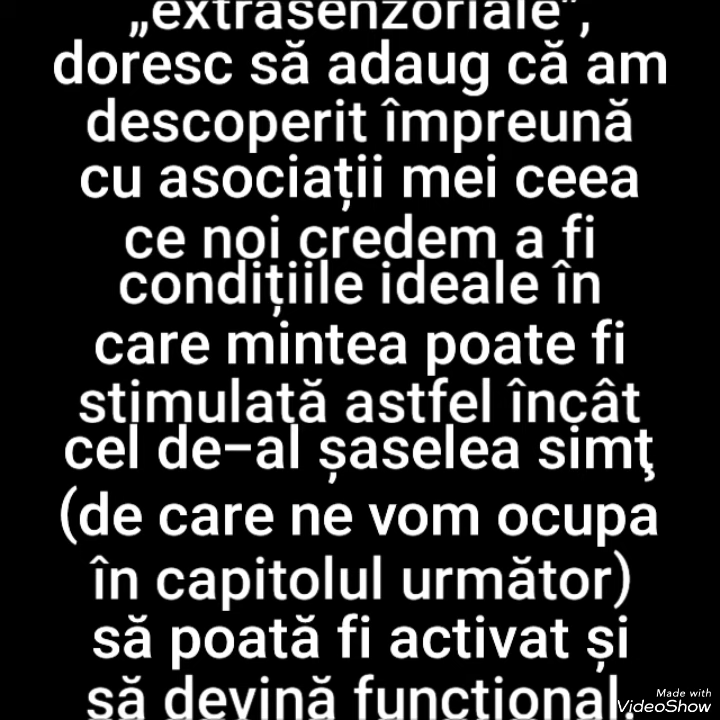 „extrasenzoriale”,
doresc să adaug că am
descoperit împreună
cu asociații mei ceea
ce noi credem a fi
condițiile ideale în
care mintea poate fi
stimulată astfel încât
cel de-al șaselea simţ
(de care ne vom ocupa
în capitolul următor)
să poată fi activat și
să devină funcțional
Made with
VideoShow